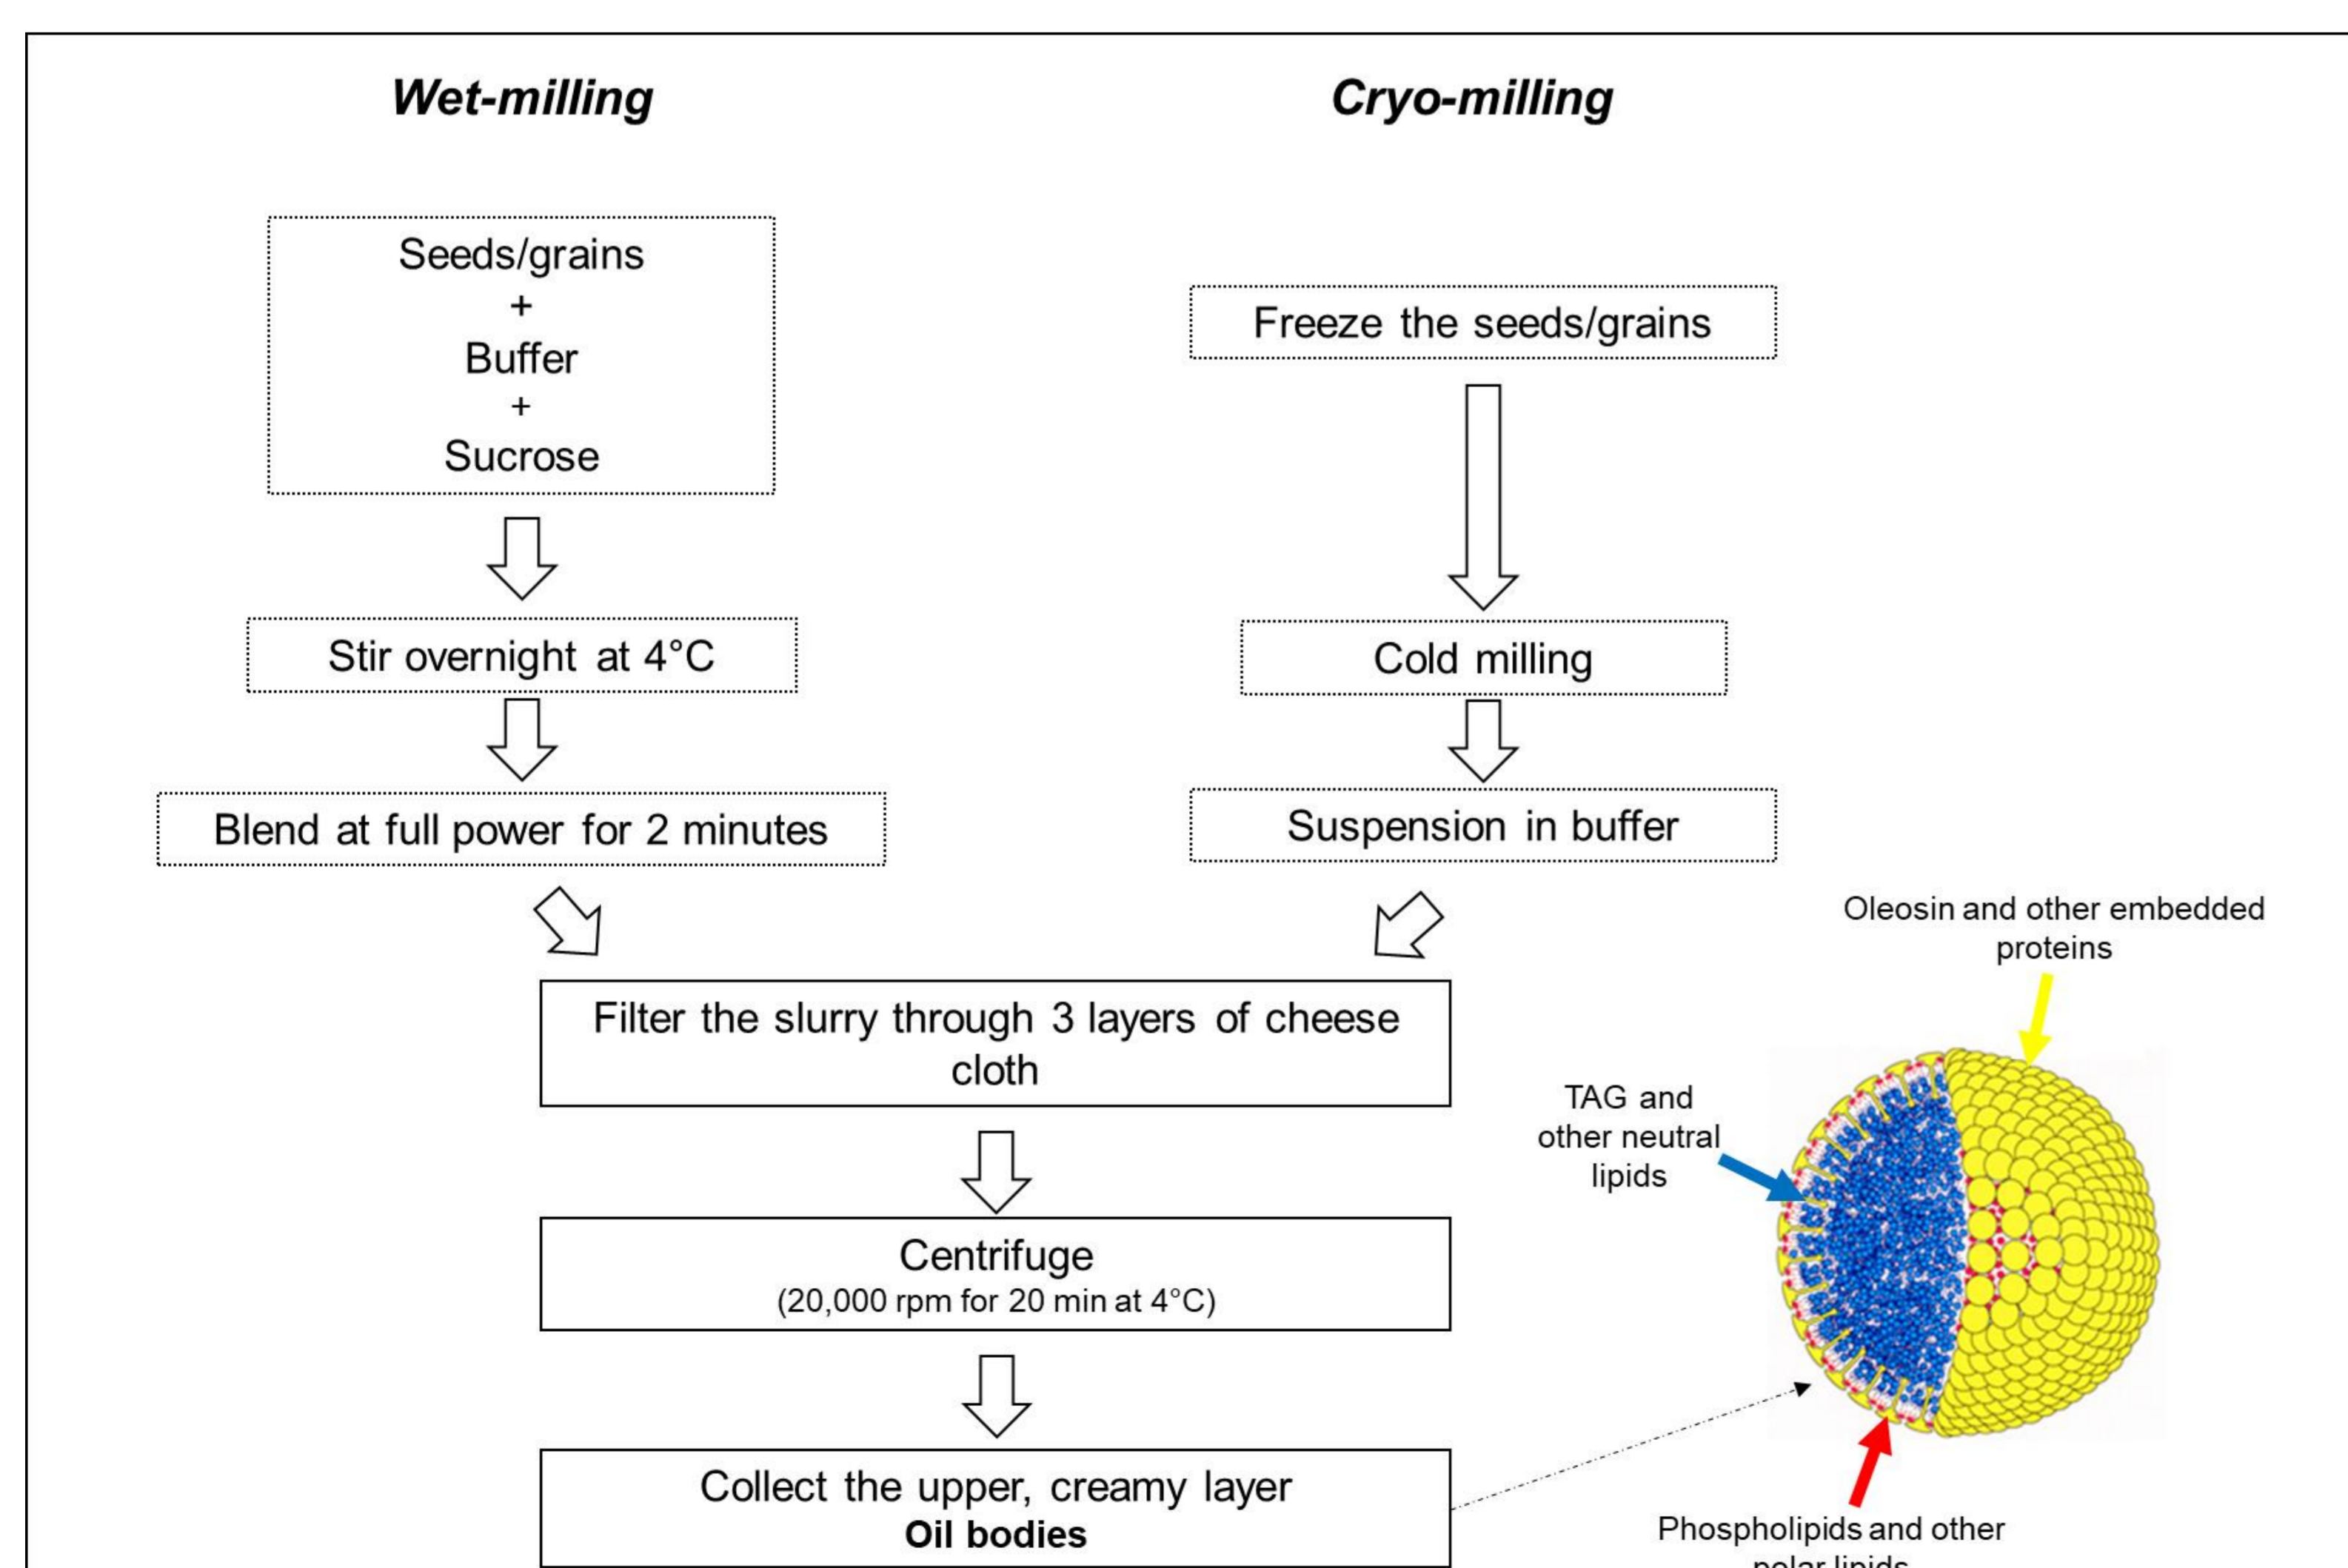 Wet-milling
Cryo-milling
Seeds/grains
+
Buffer
+
Sucrose
Freeze the seeds/grains
Stir overnight at 4°C
Cold milling
Blend at full power for 2 minutes
Suspension in buffer
Oleosin and other embedded
proteins
Filter the slurry through 3 layers of cheese
cloth
TAG and
other neutral
lipids
Centrifuge
(20,000 rpm for 20 min at 4°C)
Collect the upper, creamy layer
Oil bodies
Phospholipids and other
polar lipids